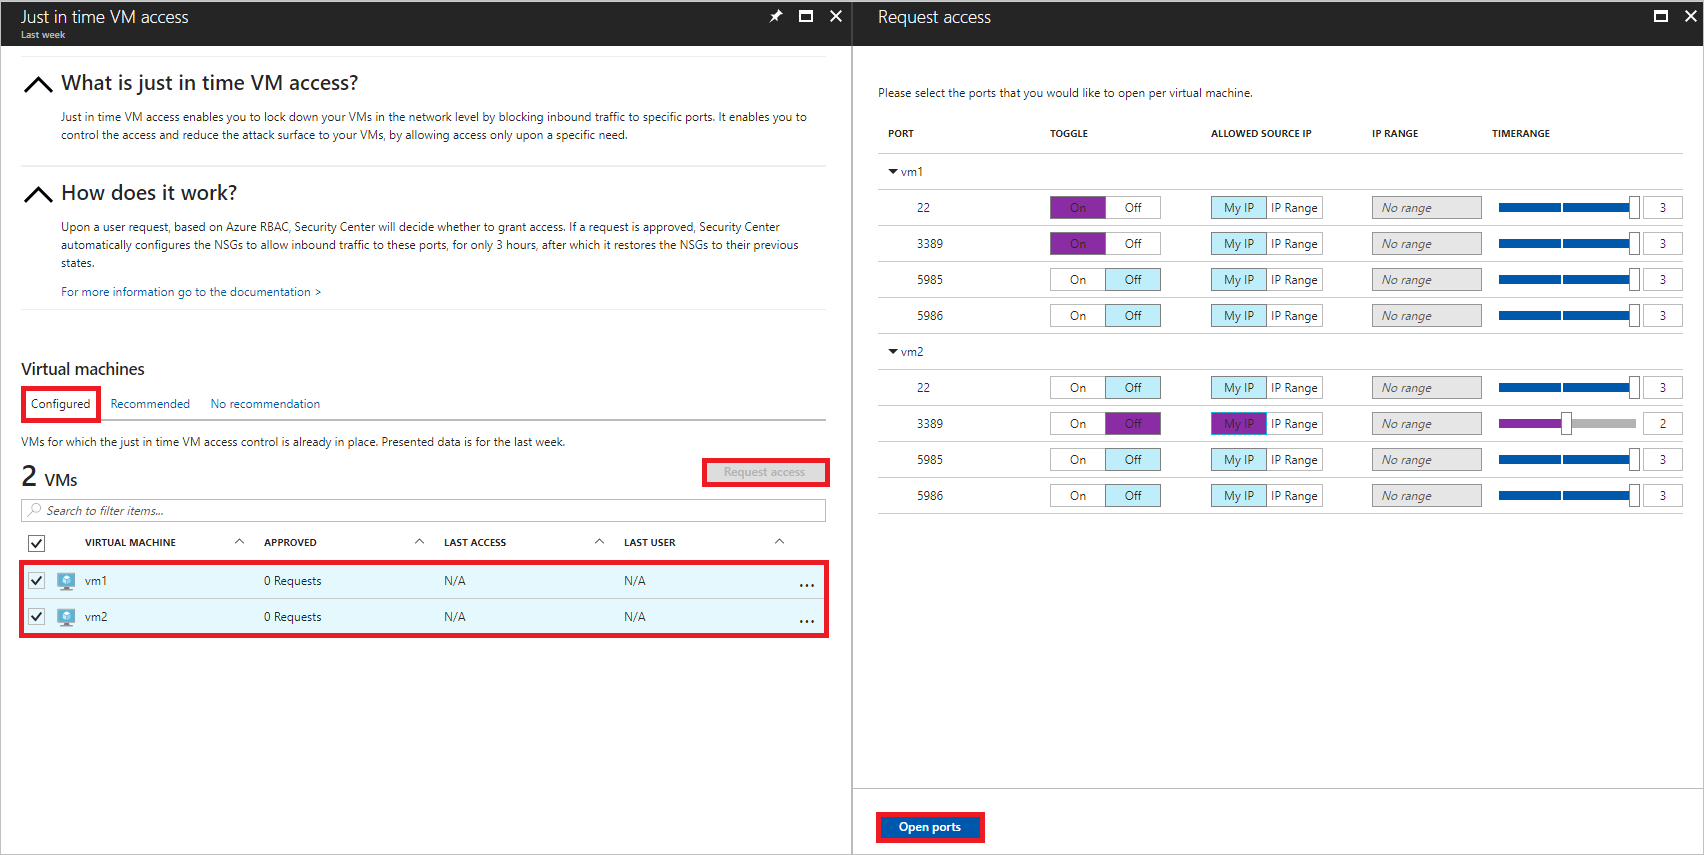 Just in time VM access
Last week
What is just in time VM access?
Just in time VM access enables you to lock down your VMs in the network level by blocking inbound traffic to specific ports. It enables you to
control the access and reduce the attack surface to your VMs, by allowing access only upon a specific need.
How does it work?
Upon a user request, based on Azure RBAC, Security Center will decide whether to grant access. If a request is approved, Security Center
automatically configures the NSGs to allow inbound traffic to these ports, for only 3 hours, after which it restores the NSGs to their previous
states.
For more information go to the documentation >
Virtual machines
Configured Recommended No recommendation
VMs for which the just in time VM access control is already in place. Presented data is for the last week.
2 VMs
Request access
Search to filter items...
VIRTUAL MACHINE APPROVED LAST ACCESS LAST USER
vm1 0 Requests N/A N/A ...
vm2 0 Requests N/A N/A ...
Request access
Please select the ports that you would like to open per virtual machine.
PORT TOGGLE ALLOWED SOURCE IP IP RANGE TIMERANGE
vm1
22 On Off My IP IP Range No range 3
3389 On Off My IP IP Range No range 3
5985 On Off My IP IP Range No range 3
5986 On Off My IP IP Range No range 3
vm2
22 On Off My IP IP Range No range 3
3389 On Off My IP IP Range No range 2
5985 On Off My IP IP Range No range 3
5986 On Off My IP IP Range No range 3
Open ports